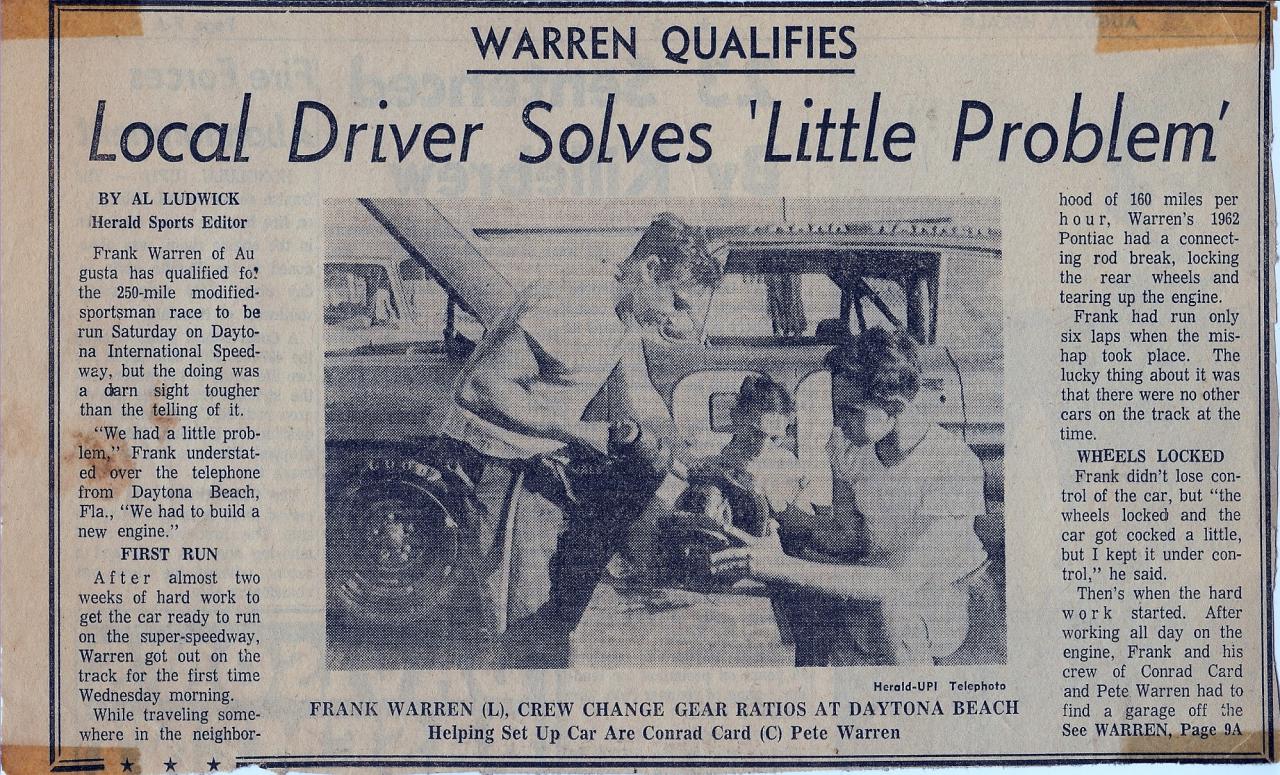 WARREN QUALIFIES
Local Driver Solves 'Little Problem'
BY AL LUDWICK
Herald Sports Editor
Frank Warren of Au
gusta has qualified for
the 250-mile modified-
sportsman race to be
run Saturday on Dayto-
na International Speed-
way, but the doing was
a darn sight tougher
than the telling of it.
"We had a little prob-
lem," Frank understat-
ed over the telephone
from Daytona Beach,
Fla., "We had to build a
new engine."
FIRST RUN
After almost two
weeks of hard work to
get the car ready to run
on the super-speedway,
Warren got out on the
track for the first time
Wednesday morning.
While traveling some-
where in the neighbor-
Herald-UPI Telephoto
FRANK WARREN (L), CREW CHANGE GEAR RATIOS AT DAYTONA BEACH
Helping Set Up Car Are Conrad Card (C) Pete Warren
hood of 160 miles per
hour, Warren's 1962
Pontiac had a connect-
ing rod break, locking
the rear wheels and
tearing up the engine.
Frank had run only
six laps when the mis-
hap took place. The
lucky thing about it was
that there were no other
cars on the track at the
time.
WHEELS LOCKED
Frank didn't lose con-
trol of the car, but "the
wheels locked and the
car got cocked a little,
but I kept it under con-
trol," he said.
Then's when the hard
work started. After
working all day on the
engine, Frank and his
crew of Conrad Card
and Pete Warren had to
find a garage off the
See WARREN, Page 9A